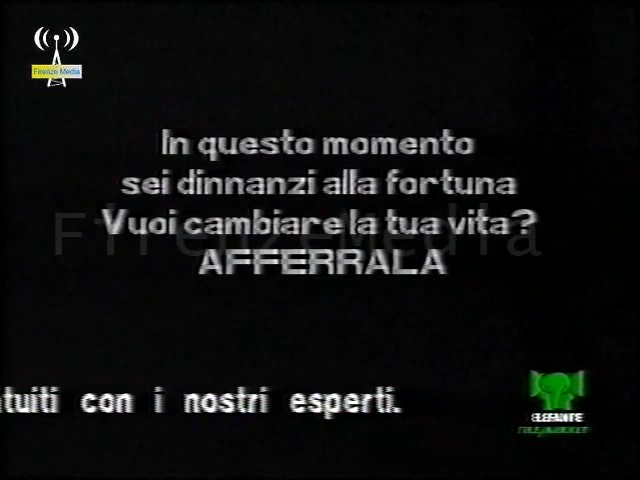 Firenze Media
In questo momento
sei dinnanzi alla fortuna
Vuoi cambiare la tua vita?
FirenzeMedia
AFFERRALA
tuiti con i nostri esperti.
ELEFANTE